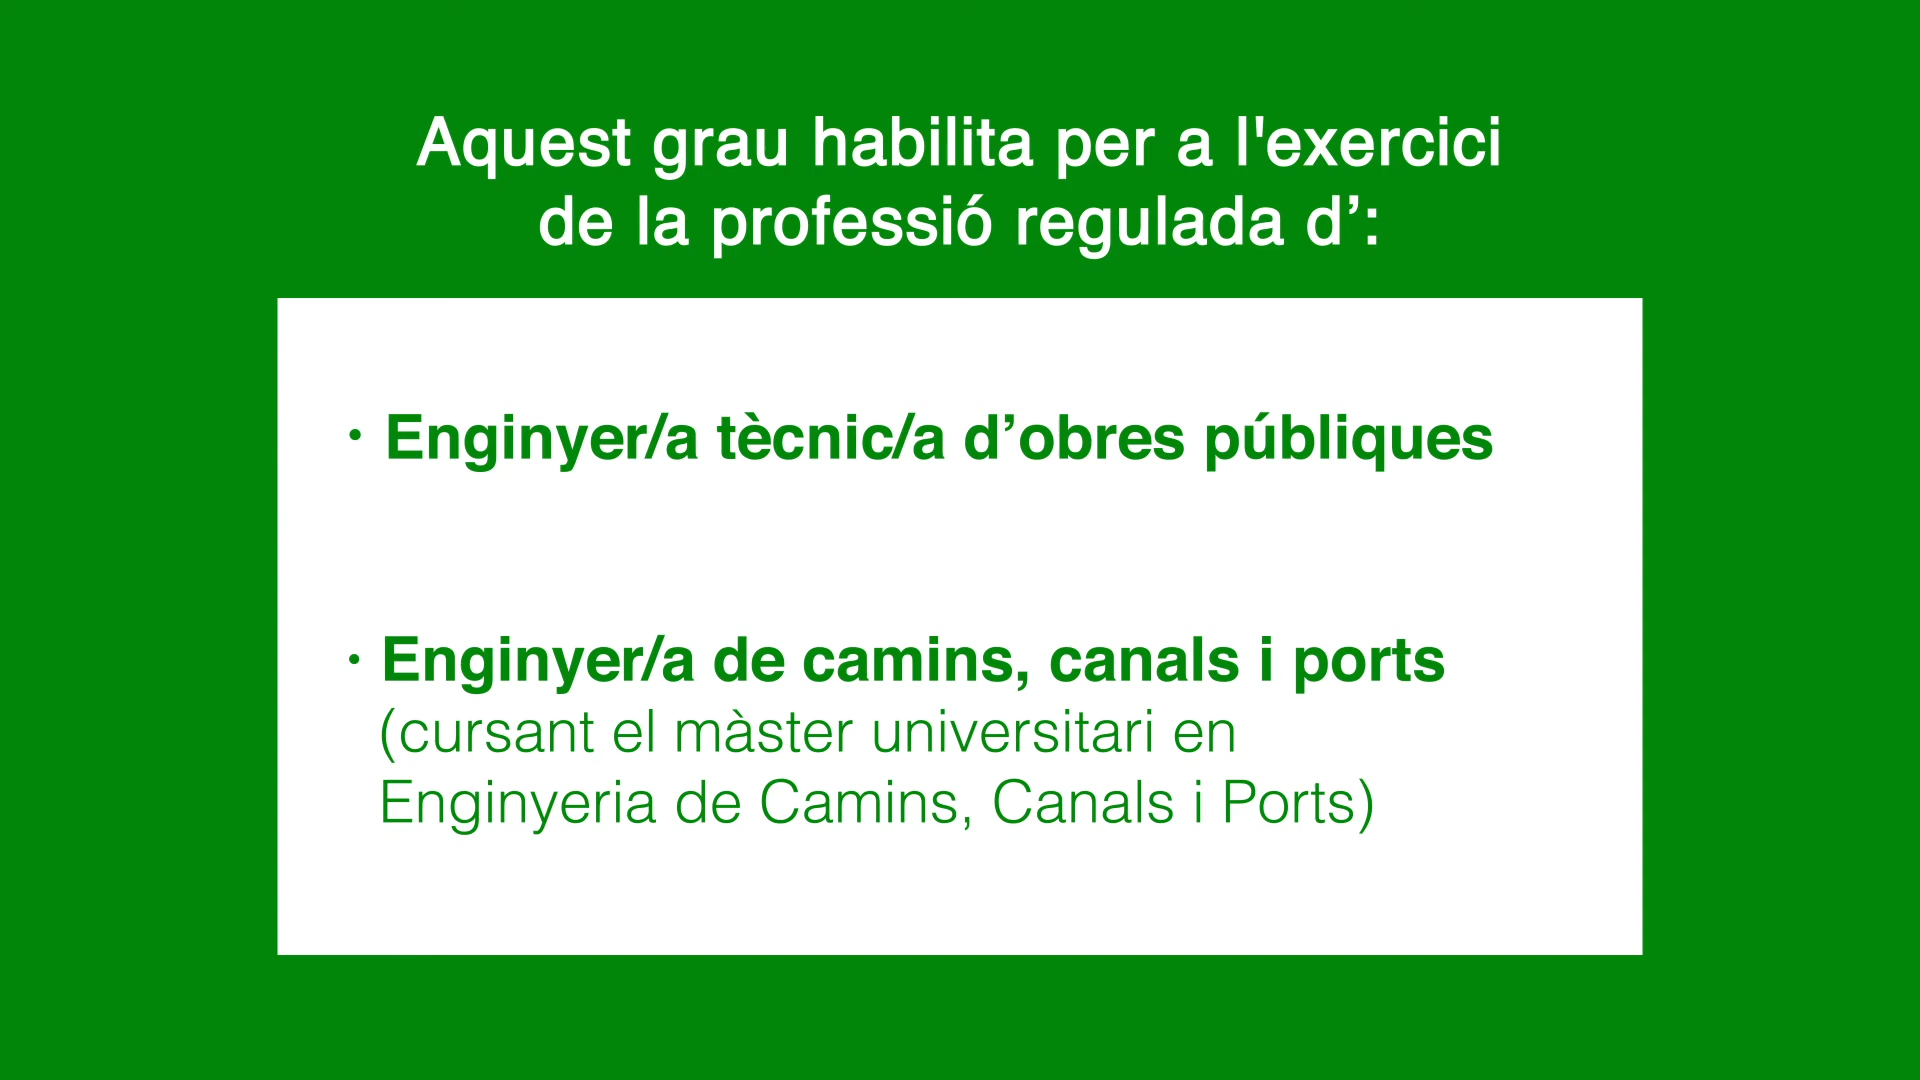 Aquest grau habilita per a l'exercici
de la professió regulada d’:
• Enginyer/a tècnic/a d’obres públiques
• Enginyer/a de camins, canals i ports
(cursant el màster universitari en
Enginyeria de Camins, Canals i Ports)